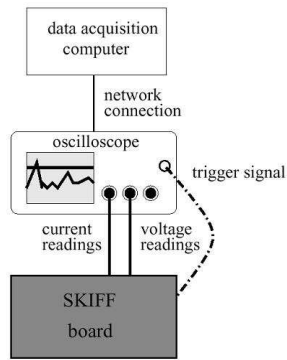 data acquisition
computer
network
connection
oscilloscope
trigger signal
current
readings
voltage
readings
SKIFF
board